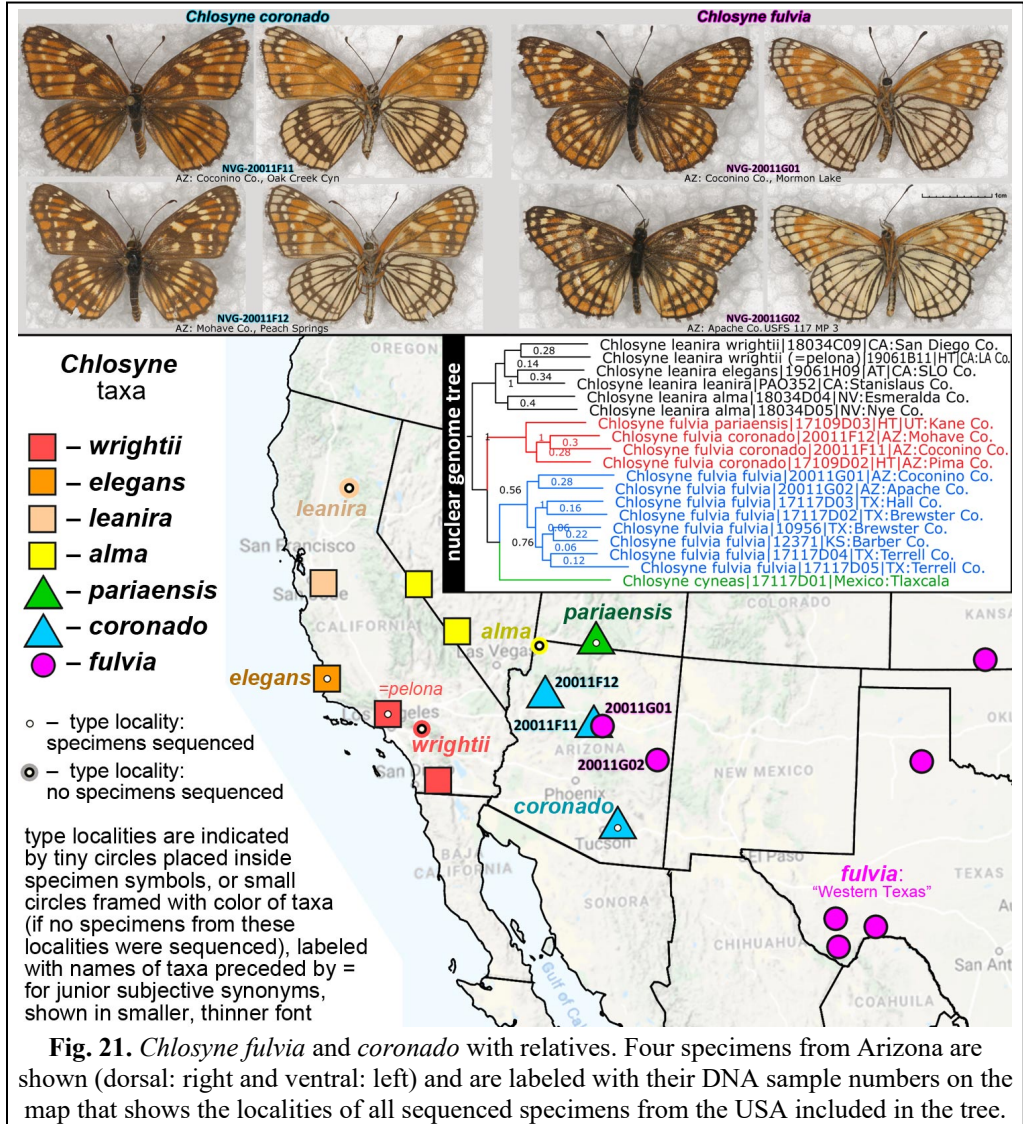 Chlosyne coronado
Chlosyne fulvia
NVG-20011F11
AZ: Coconino Co., Oak Creek Cyn
NVG-20011G01
AZ: Coconino Co., Mormon Lake
1cm
NVG-20011F12
AZ: Mohave Co., Peach Springs
NVG-20011G02
AZ: Apache Co. USFS 117 MP 3
Chlosyne
taxa
– wrightii
– elegans
– leanira
– alma
– pariaensis
– coronado
– fulvia
– type locality:
specimens sequenced
– type locality:
no specimens sequenced
type localities are indicated
by tiny circles placed inside
specimen symbols, or small
circles framed with color of taxa
(if no specimens from these
localities were sequenced), labeled
with names of taxa preceded by =
for junior subjective synonyms,
shown in smaller, thinner font
nuclear genome tree
Chlosyne leanira wrightii|18034C09|CA:San Diego Co.
Chlosyne leanira wrightii (=pelona)|19061B11|HT|CA:LA Co.
Chlosyne leanira elegans|19061H09|AT|CA:SLO Co.
Chlosyne leanira leanira|PAO352|CA:Stanislaus Co.
Chlosyne leanira alma|18034D04|NV:Esmeralda Co.
Chlosyne leanira alma|18034D05|NV:Nye Co.
Chlosyne fulvia pariaensis|17109D03|HT|UT:Kane Co.
Chlosyne fulvia coronado|20011F12|AZ:Mohave Co.
Chlosyne fulvia coronado|20011F11|AZ:Coconino Co.
Chlosyne fulvia coronado|17109D02|HT|AZ:Pima Co.
Chlosyne fulvia fulvia|20011G01|AZ:Coconino Co.
Chlosyne fulvia fulvia|20011G02|AZ:Apache Co.
Chlosyne fulvia fulvia|17117D03|TX:Hall Co.
Chlosyne fulvia fulvia|17117D02|TX:Brewster Co.
Chlosyne fulvia fulvia|10956|TX:Brewster Co.
Chlosyne fulvia fulvia|12371|KS:Barber Co.
Chlosyne fulvia fulvia|17117D04|TX:Terrell Co.
Chlosyne fulvia fulvia|17117D05|TX:Terrell Co.
Chlosyne cyneas|17117D01|Mexico:Tlaxcala
0.28
0.14
0.34
1
0.4
1
1
0.3
0.28
0.56
0.28
1
0.16
0.06
0.22
0.76
0.06
0.12
OREGON
leanira
San Francisco
San Jose
CALIFORNIA
alma
Las Vegas
pariaensis
COLORADO
KANSA
elegans
=pelona
Los Angeles
wrightii
San Diego
20011F12
20011F11
20011G01
20011G02
ARIZONA
Phoenix
coronado
Tucson
NEW MEXICO
OKL
BAJA
CALIFORNIA
SONORA
El Paso
CHIHUAHUA
fulvia:
"Western Texas"
TEXAS
Au
San Ant
COAHUILA
Gulf of Cal
Fig. 21. Chlosyne fulvia and coronado with relatives. Four specimens from Arizona are
shown (dorsal: right and ventral: left) and are labeled with their DNA sample numbers on the
map that shows the localities of all sequenced specimens from the USA included in the tree.